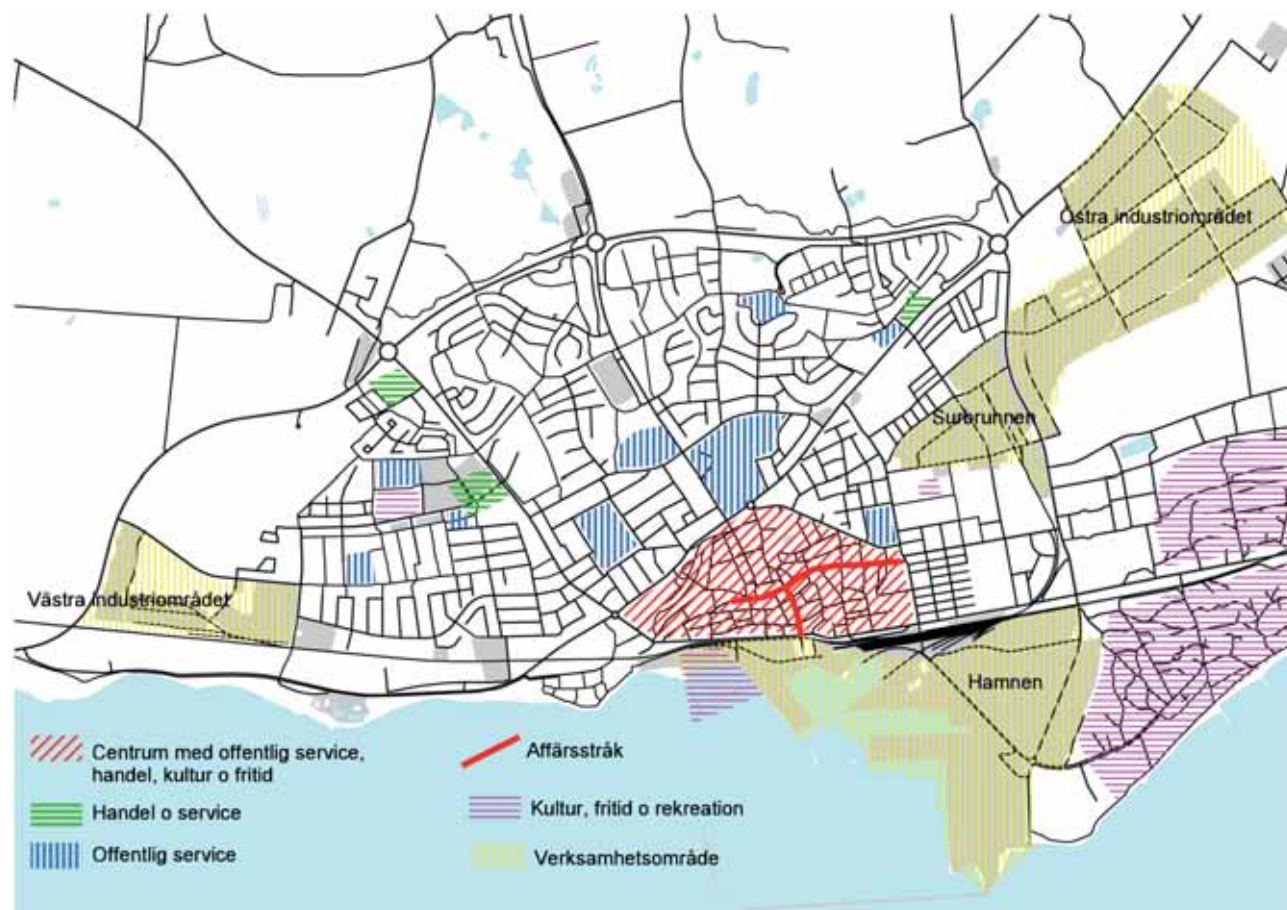 Östra industriområdet
Surbrunnen
Västra industriområdet
Hamnen
Centrum med offentlig service,
handel, kultur o fritid
Handel o service
Offentlig service
Affärsstråk
Kultur, fritid o rekreation
Verksamhetsområde